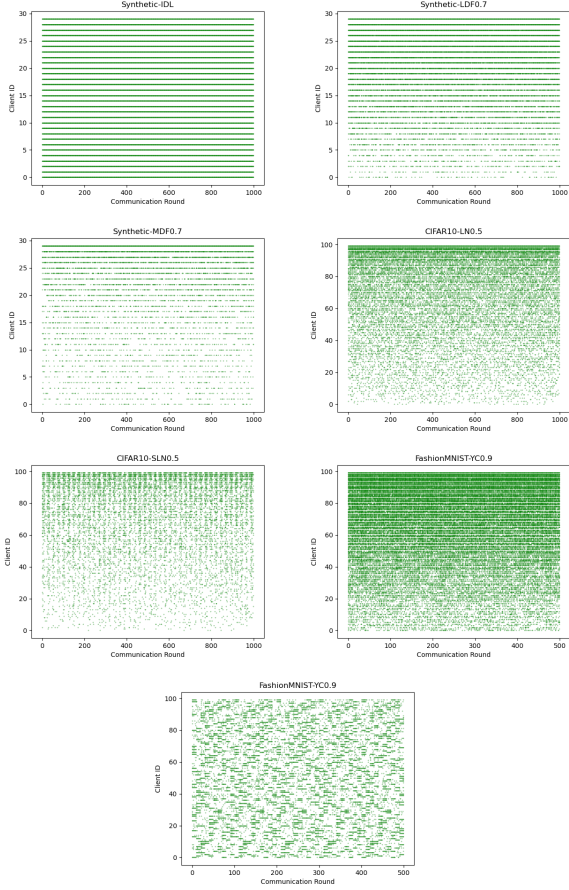 Synthetic-IDL
Client ID
30
25
20
15
10
5
0
0 200 400 600 800 1000
Communication Round
Synthetic-LDF0.7
Client ID
30
25
20
15
10
5
0
0 200 400 600 800 1000
Communication Round
Synthetic-MDF0.7
Client ID
30
25
20
15
10
5
0
0 200 400 600 800 1000
Communication Round
CIFAR10-LN0.5
Client ID
100
80
60
40
20
0
0 200 400 600 800 1000
Communication Round
CIFAR10-SLN0.5
Client ID
100
80
60
40
20
0
0 200 400 600 800 1000
Communication Round
FashionMNIST-YC0.9
Client ID
100
80
60
40
20
0
0 100 200 300 400 500
Communication Round
FashionMNIST-YC0.9
Client ID
100
80
60
40
20
0
0 100 200 300 400 500
Communication Round